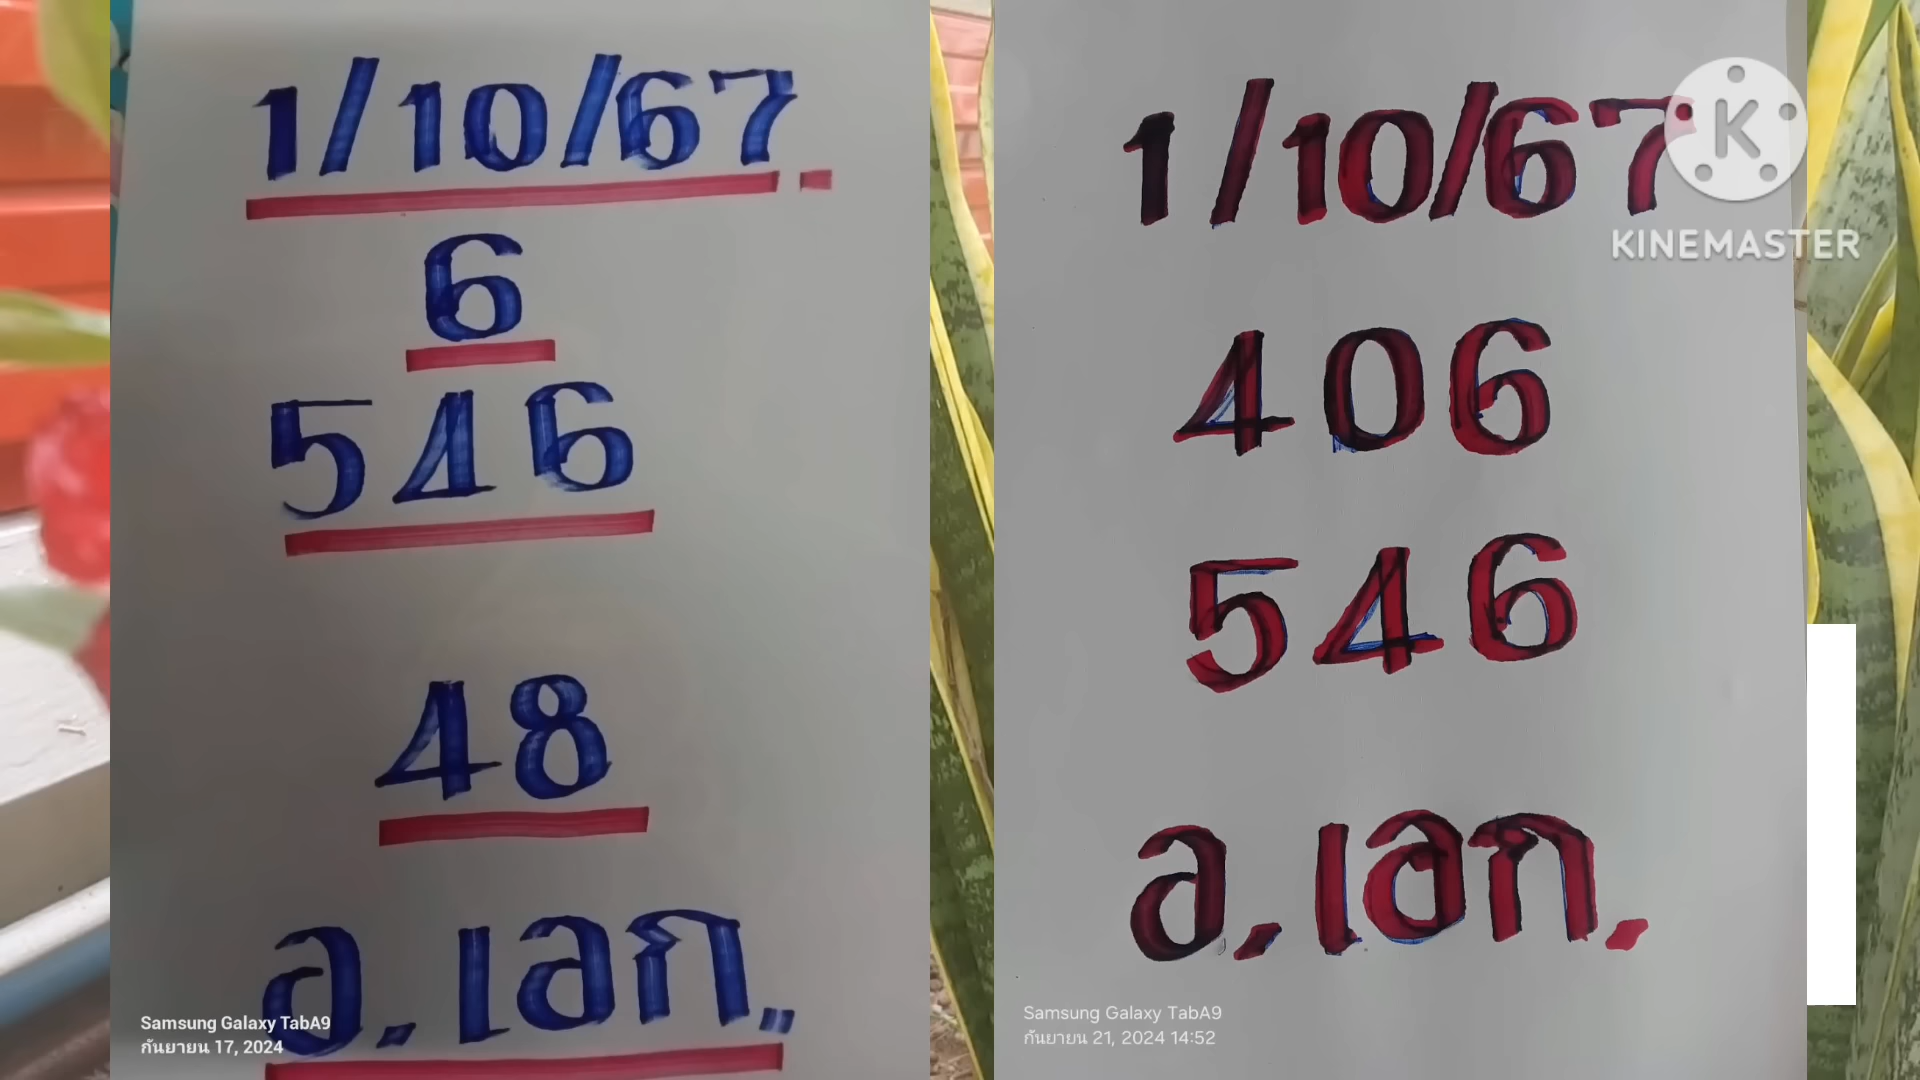 1/10/67
6
546
48
อ.เอก
Samsung Galaxy TabA9
กันยายน 17, 2024
1/10/67
406
546
อ.เอก.
Samsung Galaxy TabA9
กันยายน 21, 2024 14:52
K
KINEMASTER